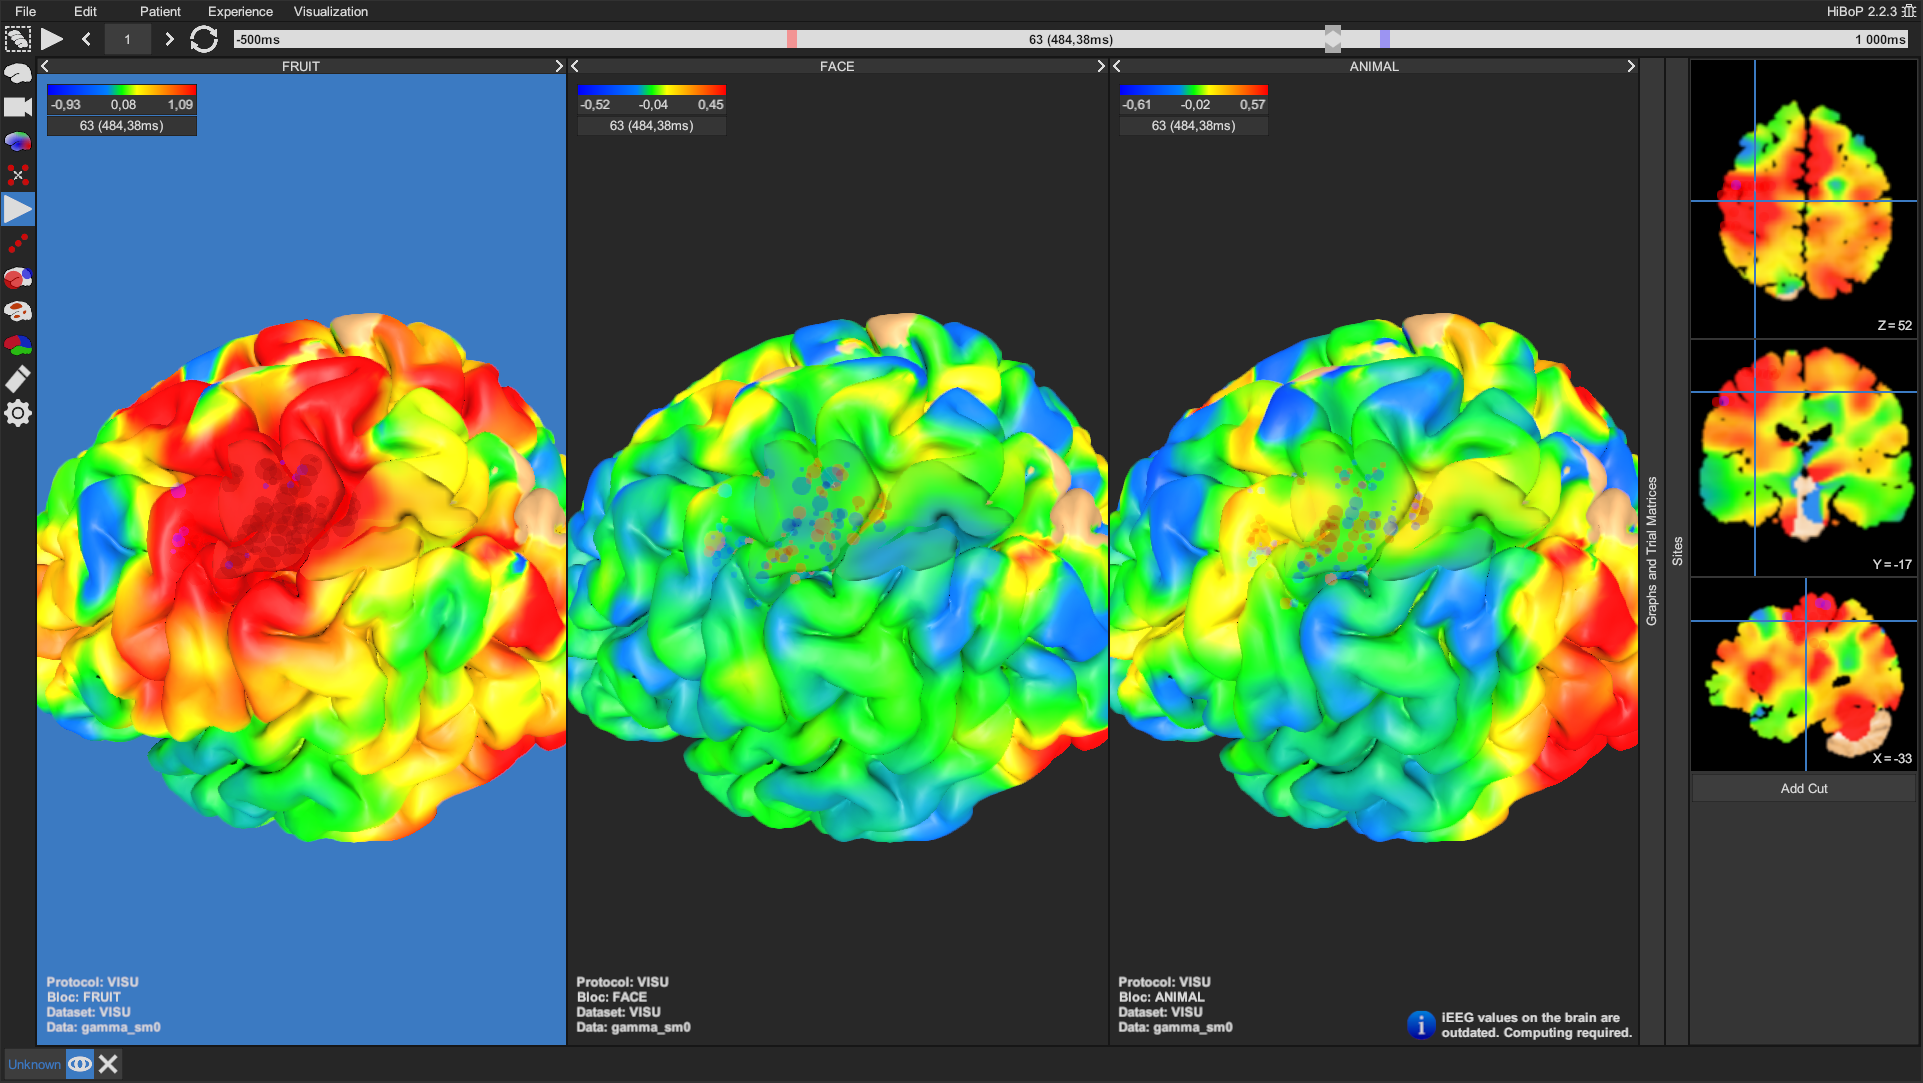 File Edit Patient Experience Visualization HiBoP 2.2.3
1 -500ms 63 (484,38ms) 1 000ms
FRUIT FACE ANIMAL
-0,93 0,08 1,09
63 (484,38ms)
-0,52 -0,04 0,45
63 (484,38ms)
-0,61 -0,02 0,57
63 (484,38ms)
Protocol: VISU
Bloc: FRUIT
Dataset: VISU
Data: gamma_sm0
Protocol: VISU
Bloc: FACE
Dataset: VISU
Data: gamma_sm0
Protocol: VISU
Bloc: ANIMAL
Dataset: VISU
Data: gamma_sm0
iEEG values on the brain are
outdated. Computing required.
Graphs and Trial Matrices
Sites
Z = 52
Y = -17
X = -33
Add Cut
Unknown